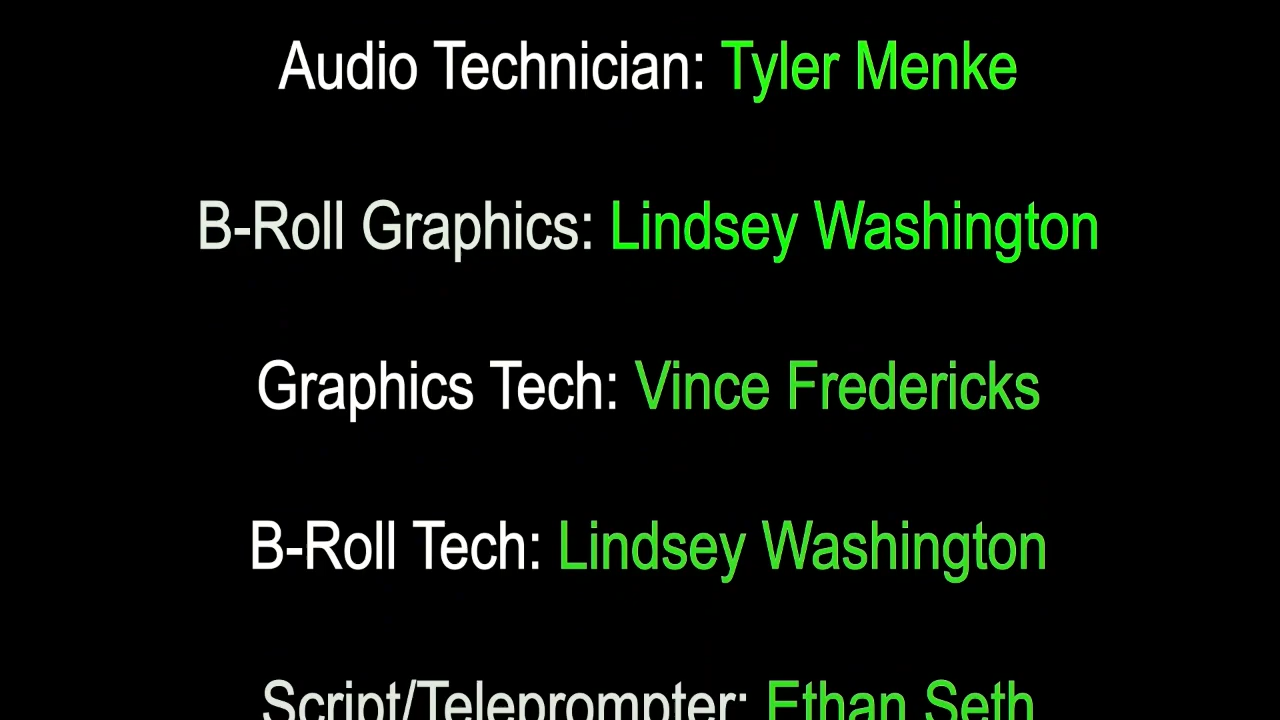 Audio Technician: Tyler Menke
B-Roll Graphics: Lindsey Washington
Graphics Tech: Vince Fredericks
B-Roll Tech: Lindsey Washington
Script/Teleprompter: Ethan Seth